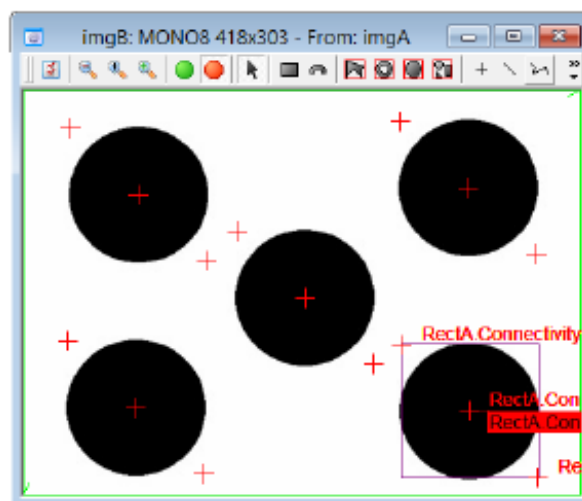 imgB: MONO8 418x303 - From: imgA
RectA.Connectivity
RectA.Con
RectA.Con
Re